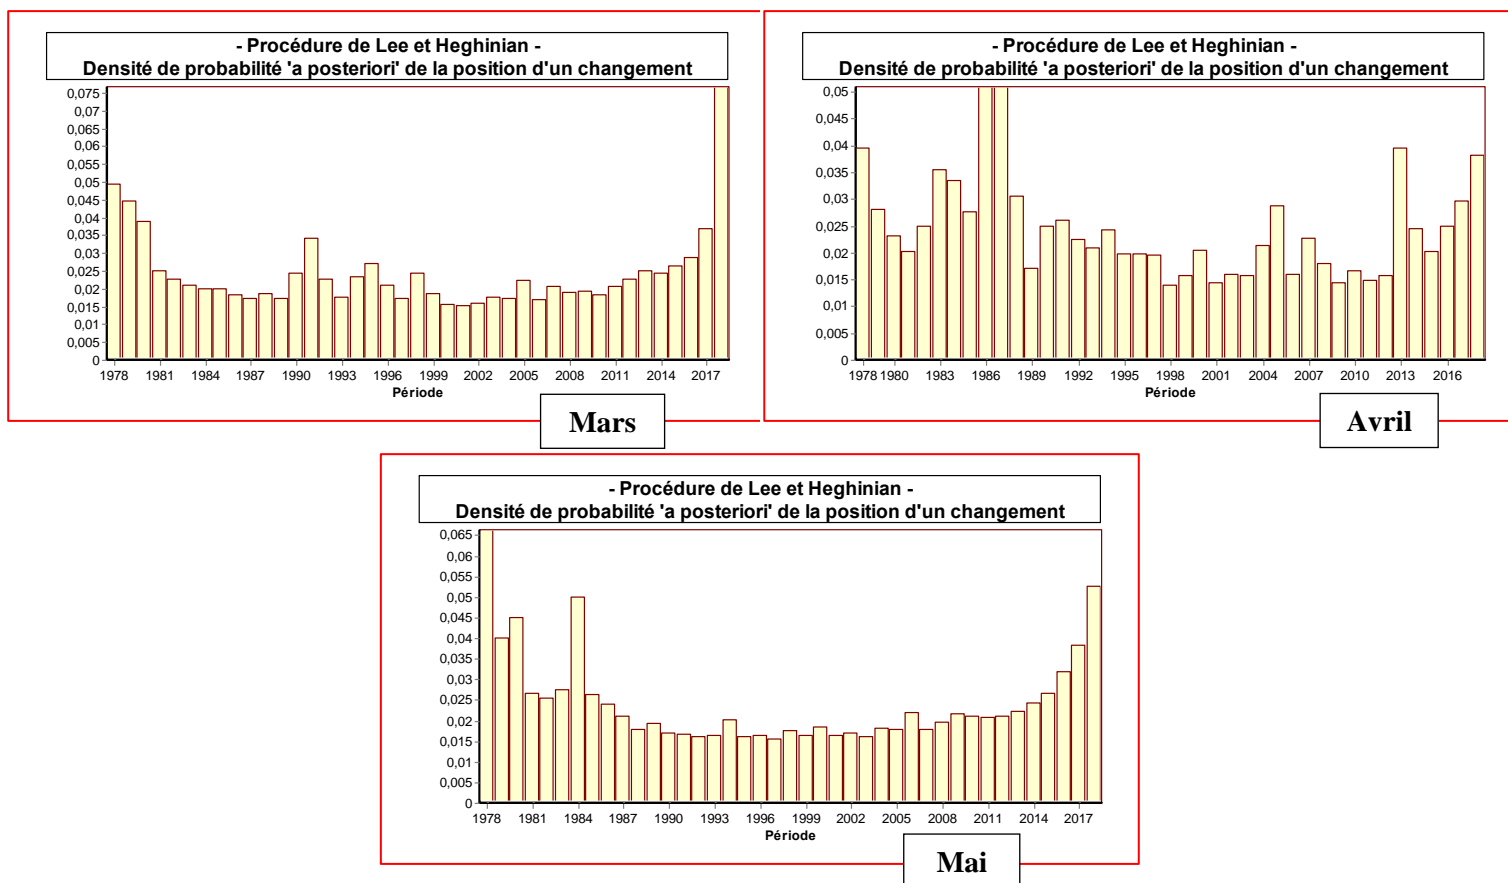 - Procédure de Lee et Heghinian -
Densité de probabilité 'a posteriori' de la position d'un changement
0,075
0,07
0,065
0,06
0,055
0,05
0,045
0,04
0,035
0,03
0,025
0,02
0,015
0,01
0,005
0
1978 1981 1984 1987 1990 1993 1996 1999 2002 2005 2008 2011 2014 2017
Période
Mars
- Procédure de Lee et Heghinian -
Densité de probabilité 'a posteriori' de la position d'un changement
0,05
0,045
0,04
0,035
0,03
0,025
0,02
0,015
0,01
0,005
0
1978 1980 1983 1986 1989 1992 1995 1998 2001 2004 2007 2010 2013 2016
Période
Avril
- Procédure de Lee et Heghinian -
Densité de probabilité 'a posteriori' de la position d'un changement
0,065
0,06
0,055
0,05
0,045
0,04
0,035
0,03
0,025
0,02
0,015
0,01
0,005
0
1978 1981 1984 1987 1990 1993 1996 1999 2002 2005 2008 2011 2014 2017
Période
Mai